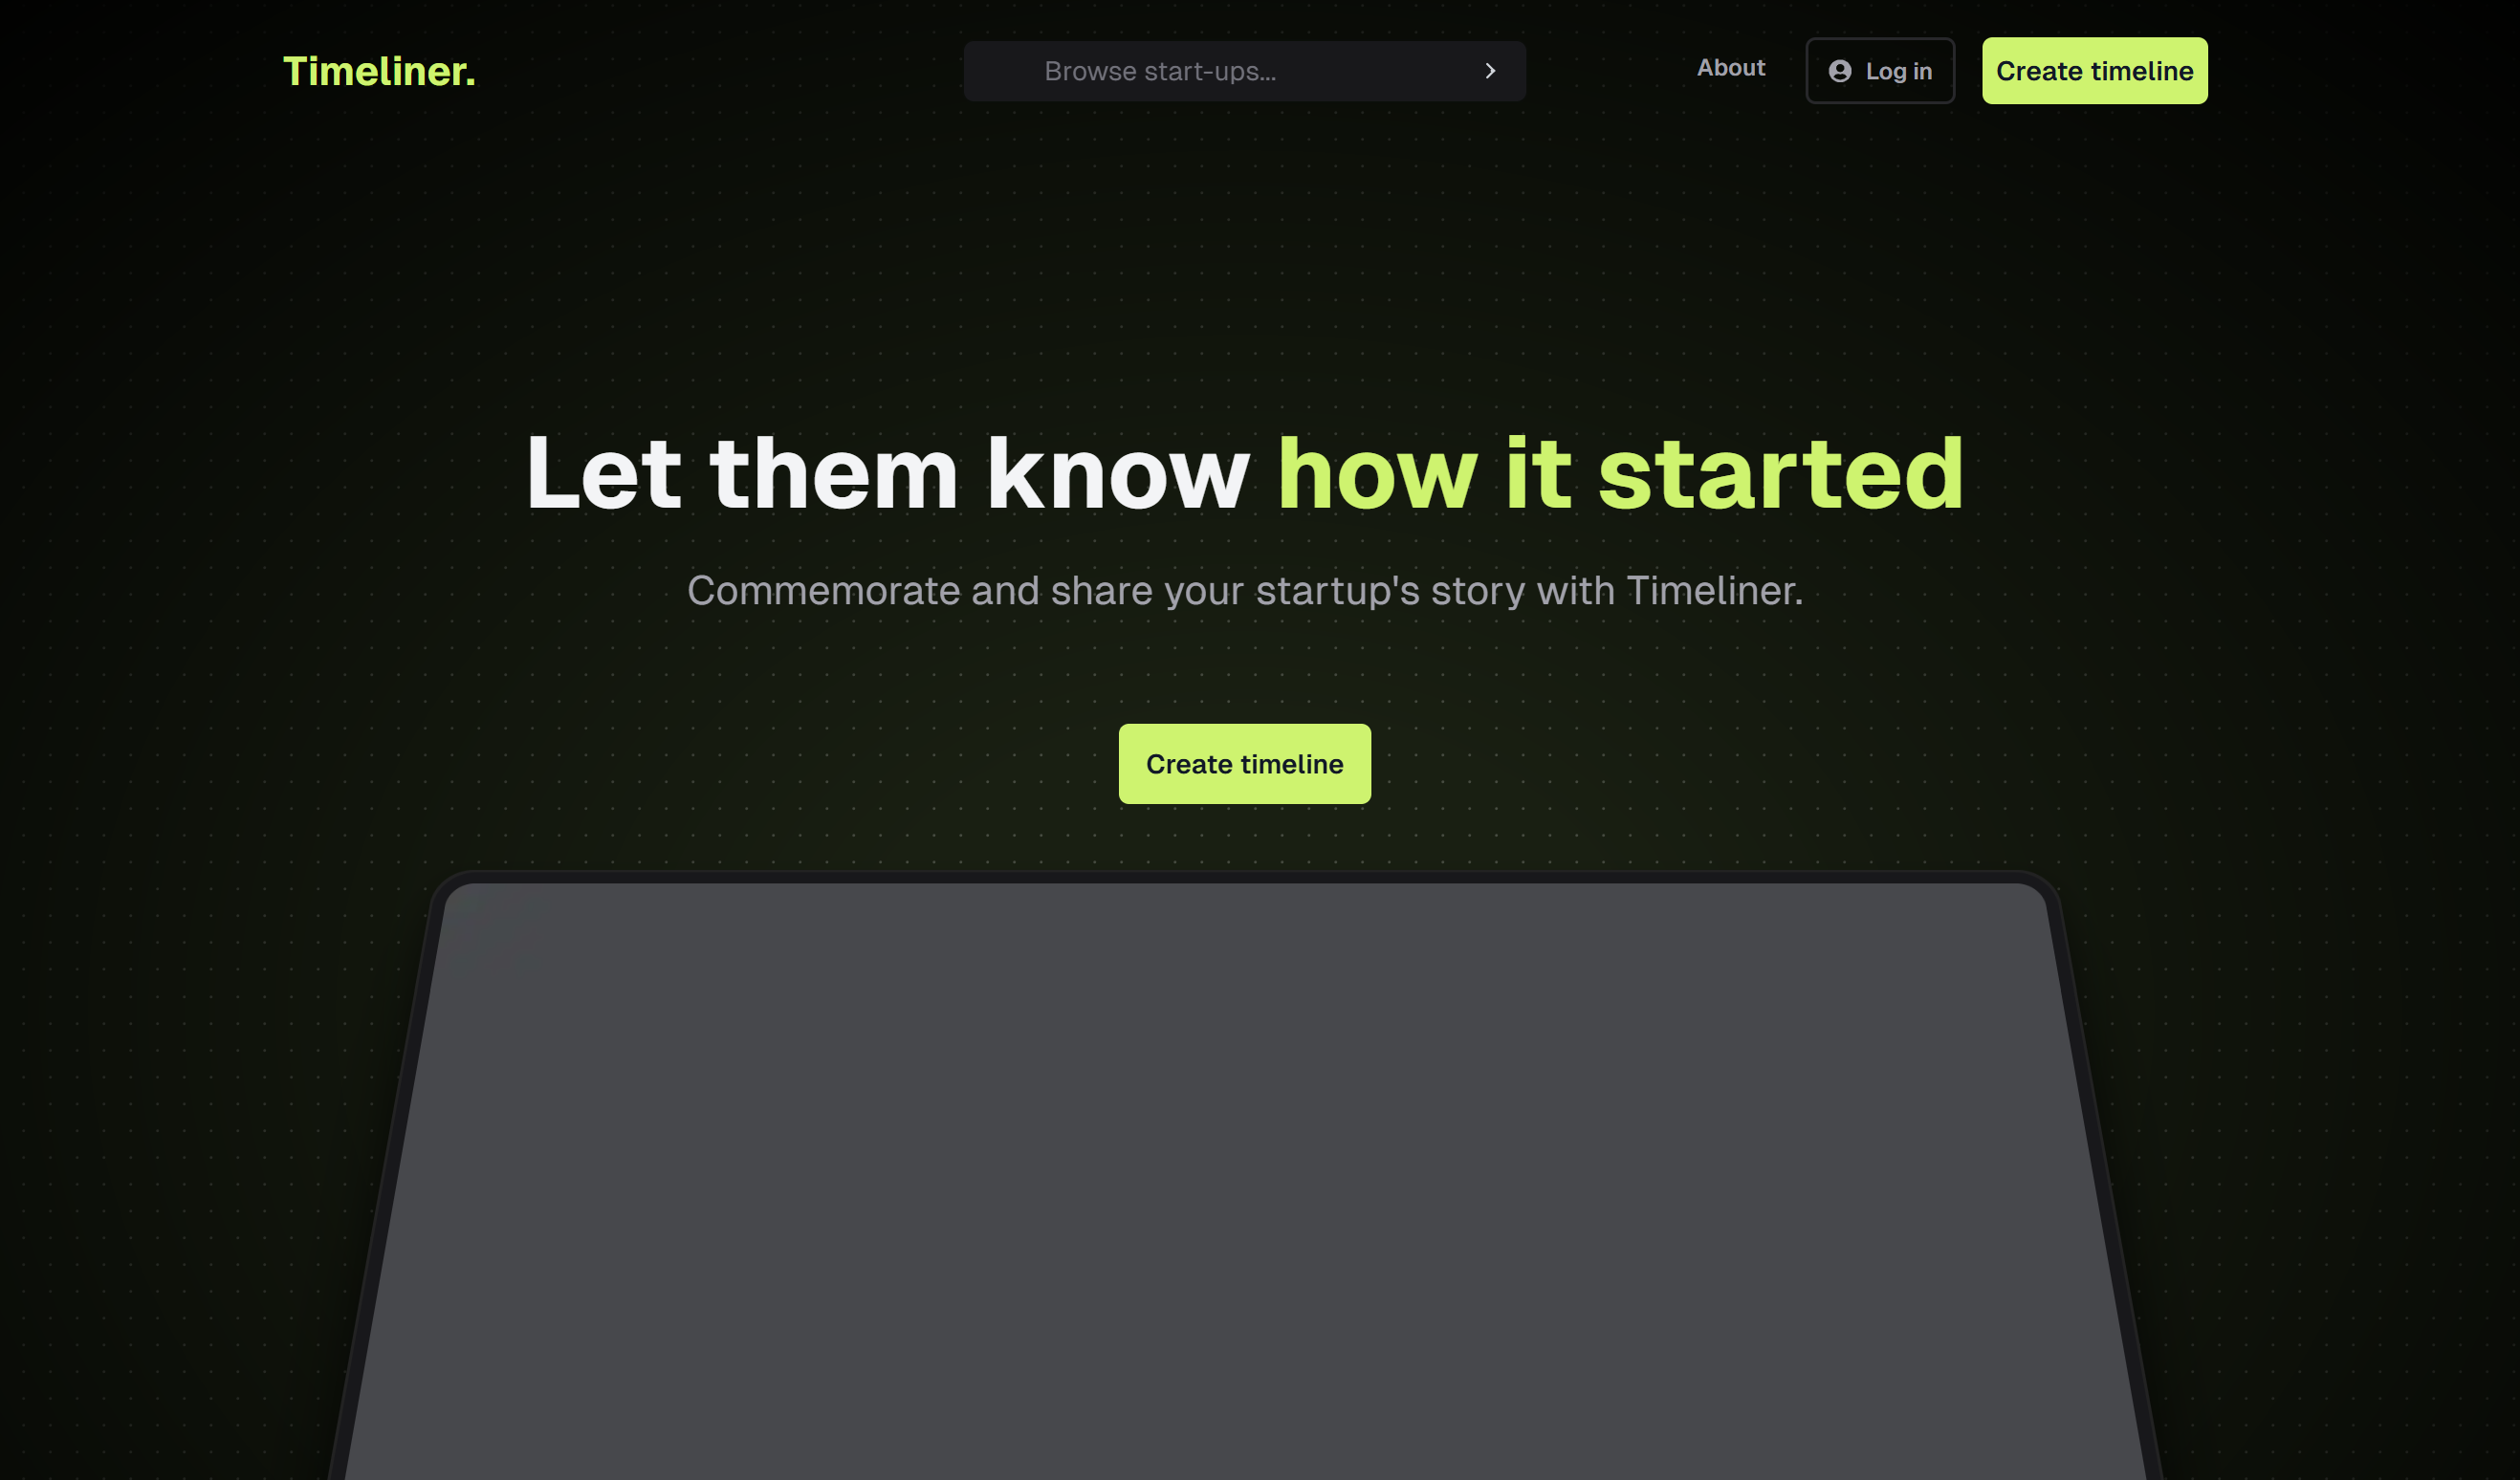 Timeliner.
Browse start-ups...
About
Log in
Create timeline
Let them know how it started
Commemorate and share your startup's story with Timeliner.
Create timeline